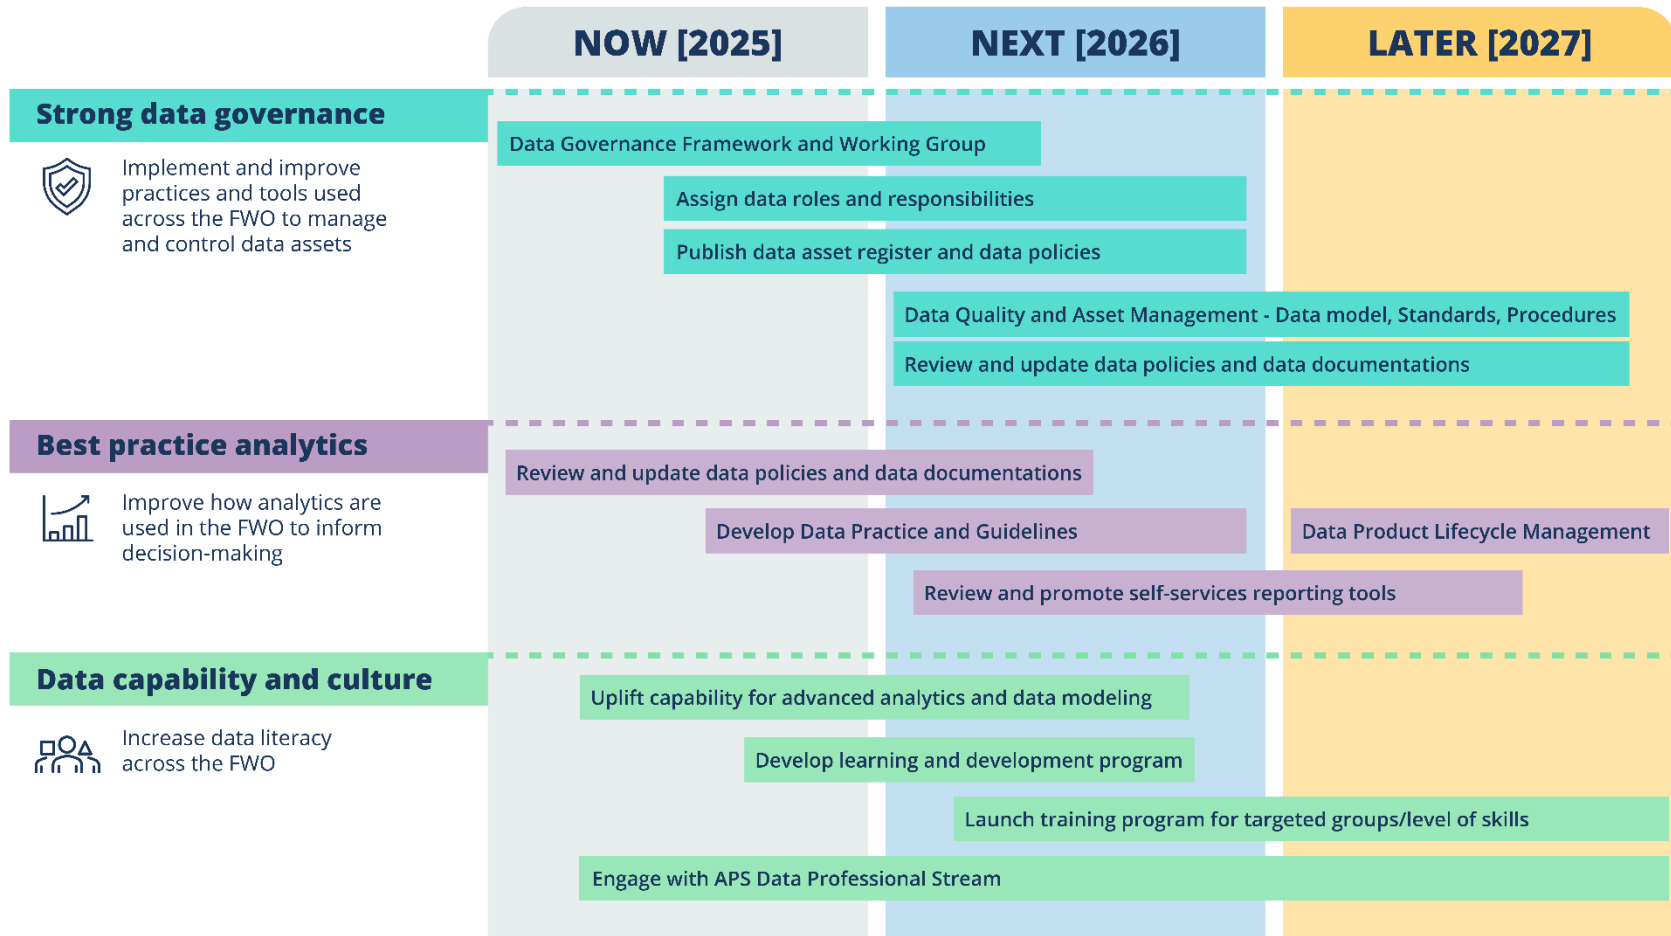 NOW [2025]
NEXT [2026]
LATER [2027]
Strong data governance
Implement and improve
practices and tools used
across the FWO to manage
and control data assets
Data Governance Framework and Working Group
Assign data roles and responsibilities
Publish data asset register and data policies
Data Quality and Asset Management - Data model, Standards, Procedures
Review and update data policies and data documentations
Best practice analytics
Improve how analytics are
used in the FWO to inform
decision-making
Review and update data policies and data documentations
Develop Data Practice and Guidelines
Data Product Lifecycle Management
Review and promote self-services reporting tools
Data capability and culture
Increase data literacy
across the FWO
Uplift capability for advanced analytics and data modeling
Develop learning and development program
Launch training program for targeted groups/level of skills
Engage with APS Data Professional Stream